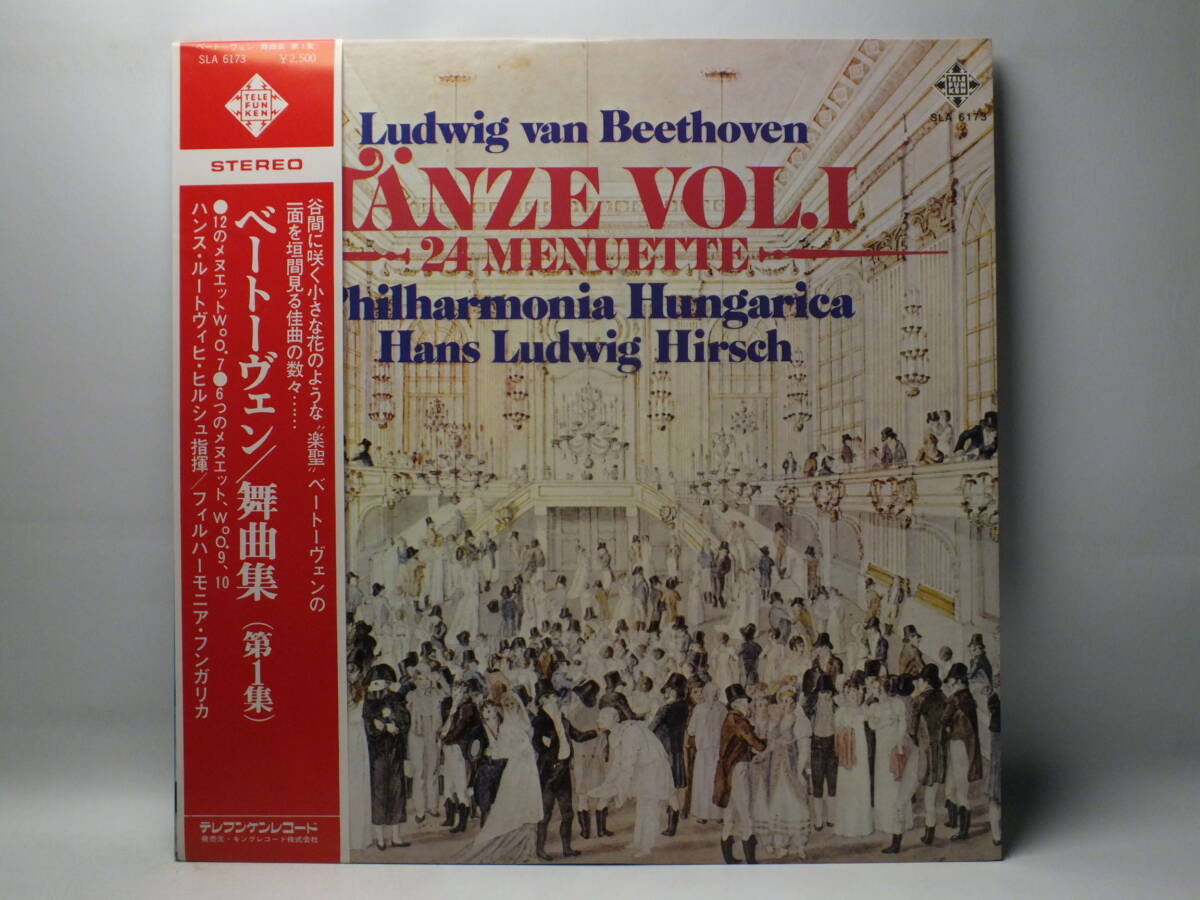 ベートーヴェン:舞曲集(第1集)
SLA 6173 ¥2,500
TELE
FUN
KEN
STEREO
谷間に咲く小さな花のような〝楽聖〟ベートーヴェンの
一面を垣間見る佳曲の数々……
ベートーヴェン/舞曲集(第1集)
●12のメヌエットWoO.7●6つのメヌエット、WoO.9、10
ハンス・ルートヴィヒ・ヒルシュ指揮/フィルハーモニア・フンガリカ
テレフンケンレコード
発売元・キングレコード株式会社
TELE
FUN
KEN
SLA 6173
Ludwig van Beethoven
TÄNZE VOL.I
24 MENUETTE
Philharmonia Hungarica
Hans Ludwig Hirsch